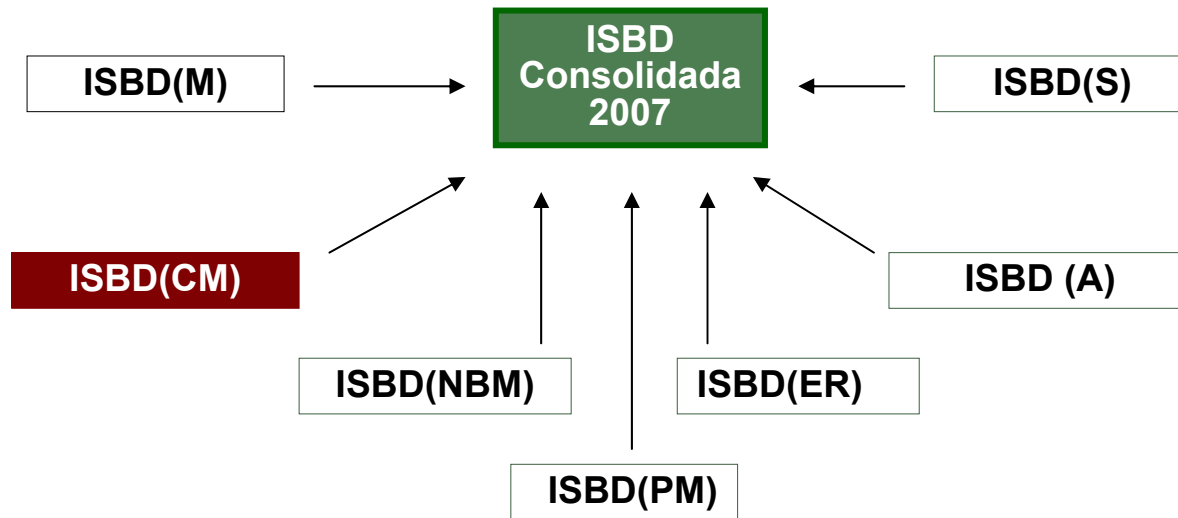 ISBD
Consolidada
2007
ISBD(M)
ISBD(S)
ISBD(CM)
ISBD (A)
ISBD(NBM)
ISBD(ER)
ISBD(PM)